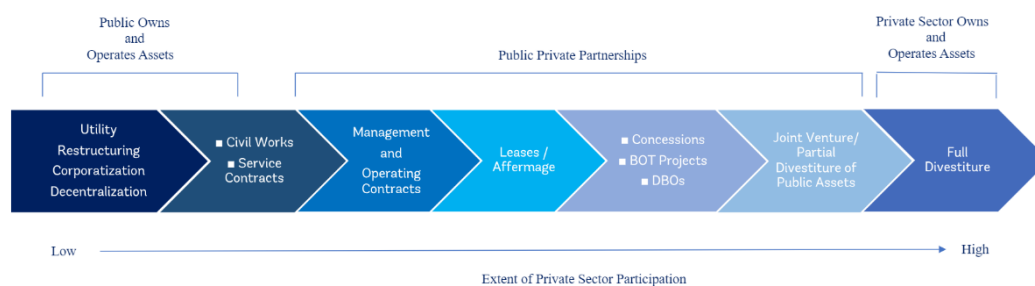 Public Owns
and
Operates Assets
Public Private Partnerships
Private Sector Owns
and
Operates Assets
Utility
Restructuring
Corporatization
Decentralization
■ Civil Works
■ Service
Contracts
Management
and
Operating
Contracts
Leases /
Affermage
■ Concessions
■ BOT Projects
■ DBOs
Joint Venture/
Partial
Divestiture of
Public Assets
Full
Divestiture
Low
High
Extent of Private Sector Participation